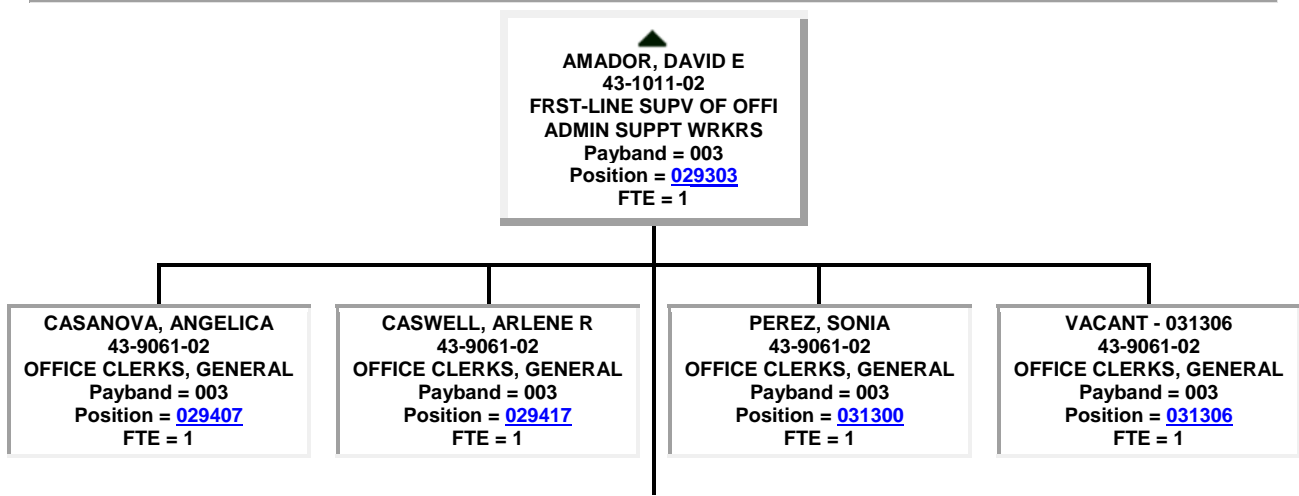 AMADOR, DAVID E
43-1011-02
FRST-LINE SUPV OF OFFI
ADMIN SUPPT WRKRS
Payband = 003
Position = 029303
FTE = 1
CASANOVA, ANGELICA
43-9061-02
OFFICE CLERKS, GENERAL
Payband = 003
Position = 029407
FTE = 1
CASWELL, ARLENE R
43-9061-02
OFFICE CLERKS, GENERAL
Payband = 003
Position = 029417
FTE = 1
PEREZ, SONIA
43-9061-02
OFFICE CLERKS, GENERAL
Payband = 003
Position = 031300
FTE = 1
VACANT - 031306
43-9061-02
OFFICE CLERKS, GENERAL
Payband = 003
Position = 031306
FTE = 1